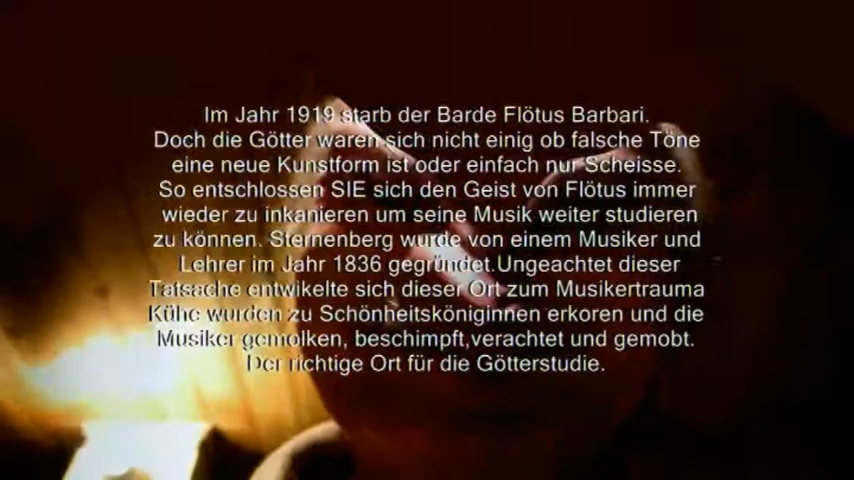 Im Jahr 1919 starb der Barde Flötus Barbari.
Doch die Götter waren sich nicht einig ob falsche Töne
eine neue Kunstform ist oder einfach nur Scheisse.
So entschlossen SIE sich den Geist von Flötus immer
wieder zu inkanieren um seine Musik weiter studieren
zu können. Sternenberg wurde von einem Musiker und
Lehrer im Jahr 1836 gegründet.Ungeachtet dieser
Tatsache entwikelte sich dieser Ort zum Musikertrauma
Kühe wurden zu Schönheitsköniginnen erkoren und die
Musiker gemolken, beschimpft,verachtet und gemobt.
Der richtige Ort für die Götterstudie.